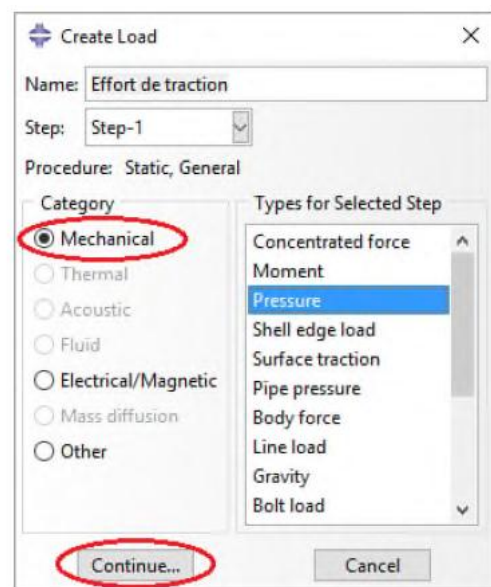 Create Load
Name: Effort de traction
Step: Step-1
Procedure: Static, General
Category
Mechanical
Thermal
Acoustic
Fluid
Electrical/Magnetic
Mass diffusion
Other
Types for Selected Step
Concentrated force
Moment
Pressure
Shell edge load
Surface traction
Pipe pressure
Body force
Line load
Gravity
Bolt load
Continue...
Cancel